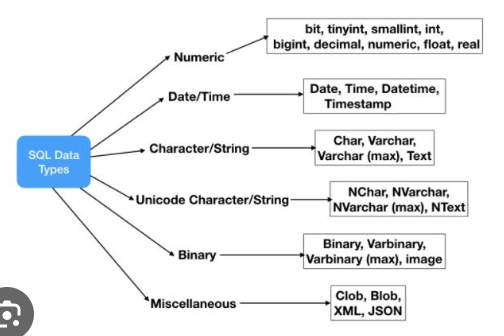 SQL Data
Types
Numeric
bit, tinyint, smallint, int,
bigint, decimal, numeric, float, real
Date/Time
Date, Time, Datetime,
Timestamp
Character/String
Char, Varchar,
Varchar (max), Text
Unicode Character/String
NChar, NVarchar,
NVarchar (max), NText
Binary
Binary, Varbinary,
Varbinary (max), image
Miscellaneous
Clob, Blob,
XML, JSON